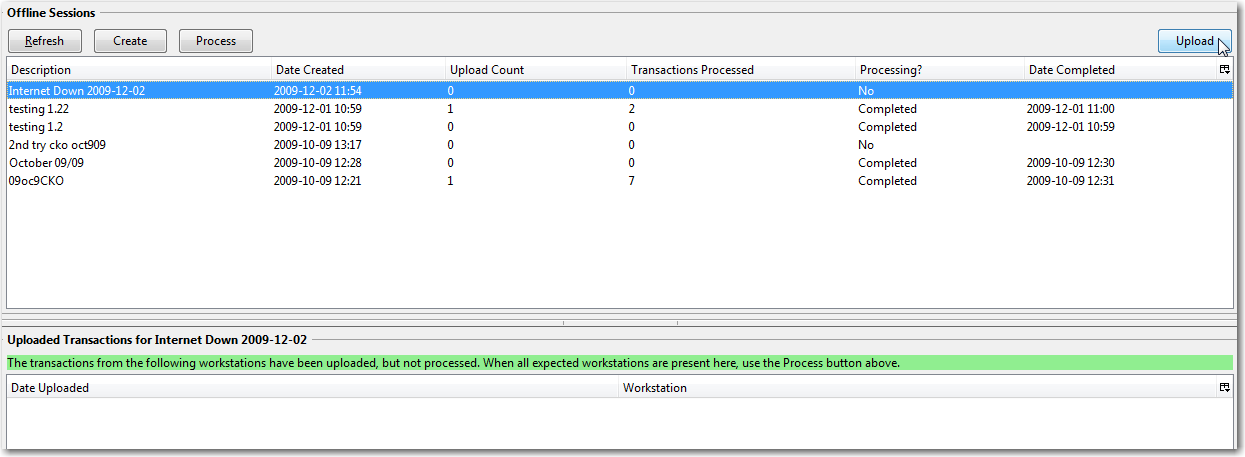 Offline Sessions
Refresh Create Process Upload
Description Date Created Upload Count Transactions Processed Processing? Date Completed
Internet Down 2009-12-02 2009-12-02 11:54 0 0 No
testing 1.22 2009-12-01 10:59 1 2 Completed 2009-12-01 11:00
testing 1.2 2009-12-01 10:59 0 0 Completed 2009-12-01 10:59
2nd try cko oct909 2009-10-09 13:17 0 0 No
October 09/09 2009-10-09 12:28 0 0 Completed 2009-10-09 12:30
09oc9CKO 2009-10-09 12:21 1 7 Completed 2009-10-09 12:31
Uploaded Transactions for Internet Down 2009-12-02
The transactions from the following workstations have been uploaded, but not processed. When all expected workstations are present here, use the Process button above.
Date Uploaded Workstation